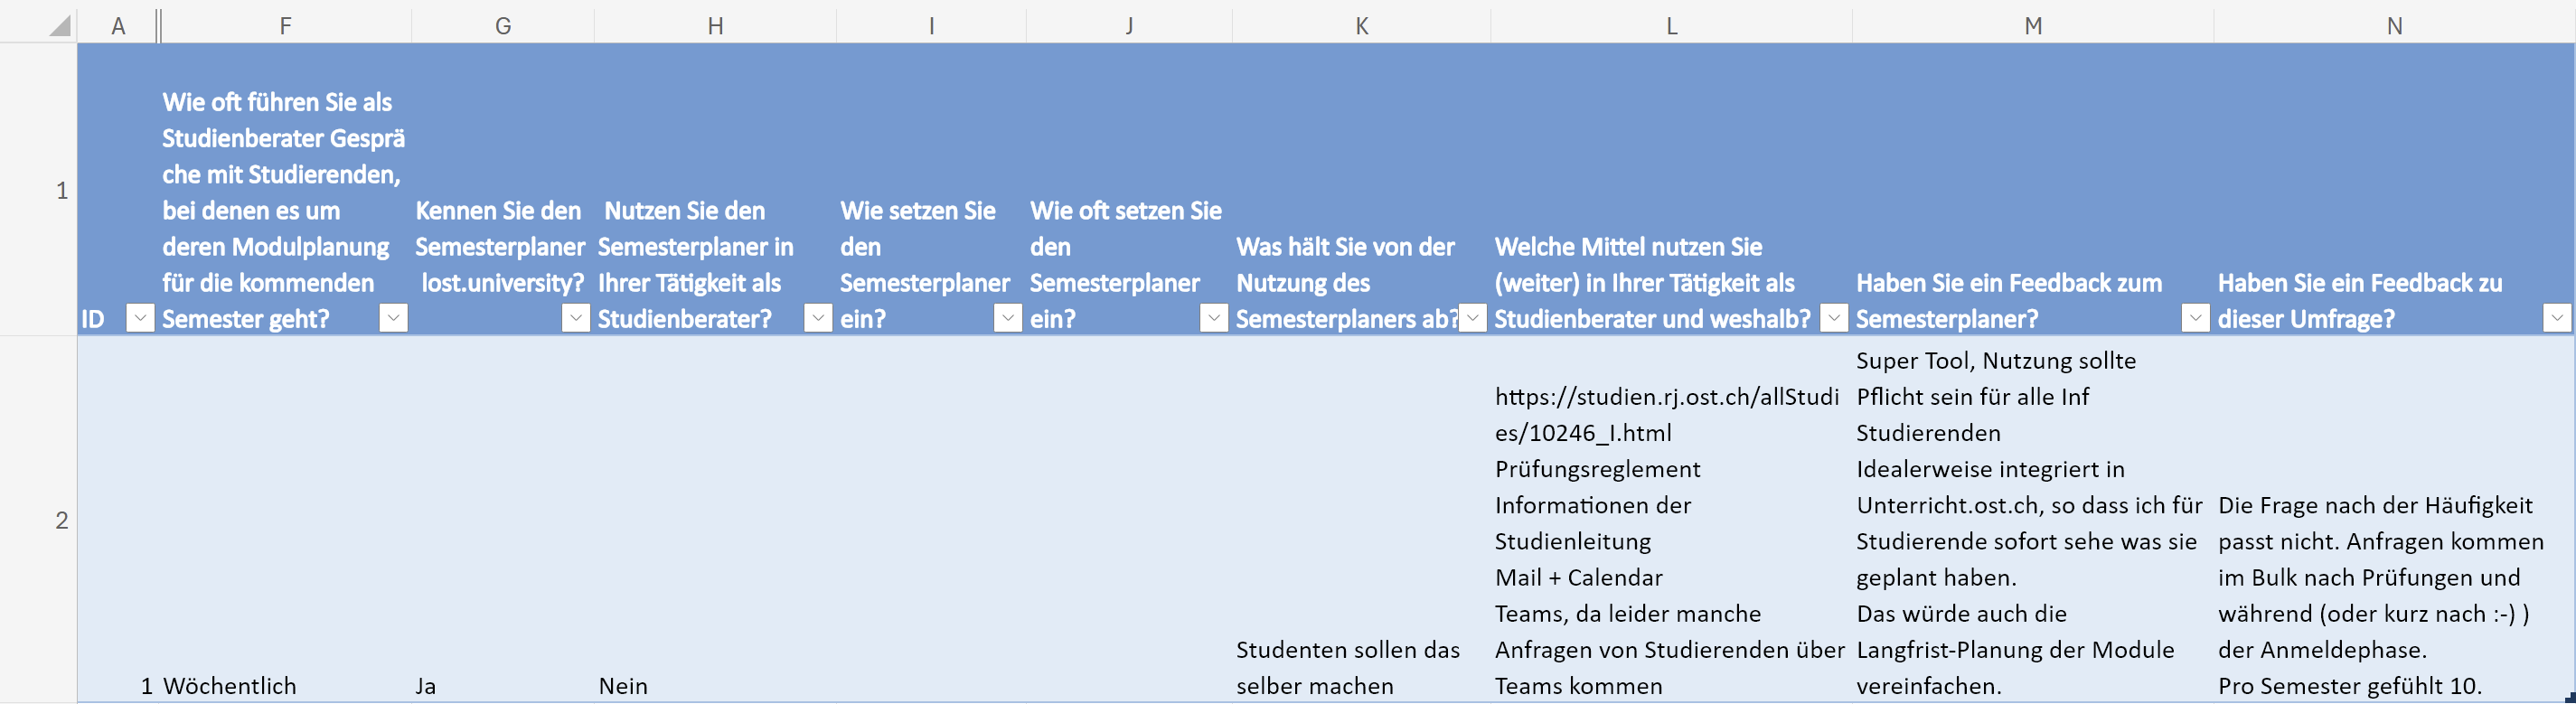 A F G H I J K L M N
1
ID
Wie oft führen Sie als
Studienberater Gesprä
che mit Studierenden,
bei denen es um
deren Modulplanung
für die kommenden
Semester geht?
Kennen Sie den
Semesterplaner
lost.university?
Nutzen Sie den
Semesterplaner in
Ihrer Tätigkeit als
Studienberater?
Wie setzen Sie
den
Semesterplaner
ein?
Wie oft setzen Sie
den
Semesterplaner
ein?
Was hält Sie von der
Nutzung des
Semesterplaners ab?
Welche Mittel nutzen Sie
(weiter) in Ihrer Tätigkeit als
Studienberater und weshalb?
Haben Sie ein Feedback zum
Semesterplaner?
Haben Sie ein Feedback zu
dieser Umfrage?
2
1
Wöchentlich
Ja
Nein
Studenten sollen das
selber machen
https://studien.rj.ost.ch/allStudi
es/10246_I.html
Prüfungsreglement
Informationen der
Studienleitung
Mail + Calendar
Teams, da leider manche
Anfragen von Studierenden über
Teams kommen
Super Tool, Nutzung sollte
Pflicht sein für alle Inf
Studierenden
Idealerweise integriert in
Unterricht.ost.ch, so dass ich für
Studierende sofort sehe was sie
geplant haben.
Das würde auch die
Langfrist-Planung der Module
vereinfachen.
Die Frage nach der Häufigkeit
passt nicht. Anfragen kommen
im Bulk nach Prüfungen und
während (oder kurz nach :-) )
der Anmeldephase.
Pro Semester gefühlt 10.